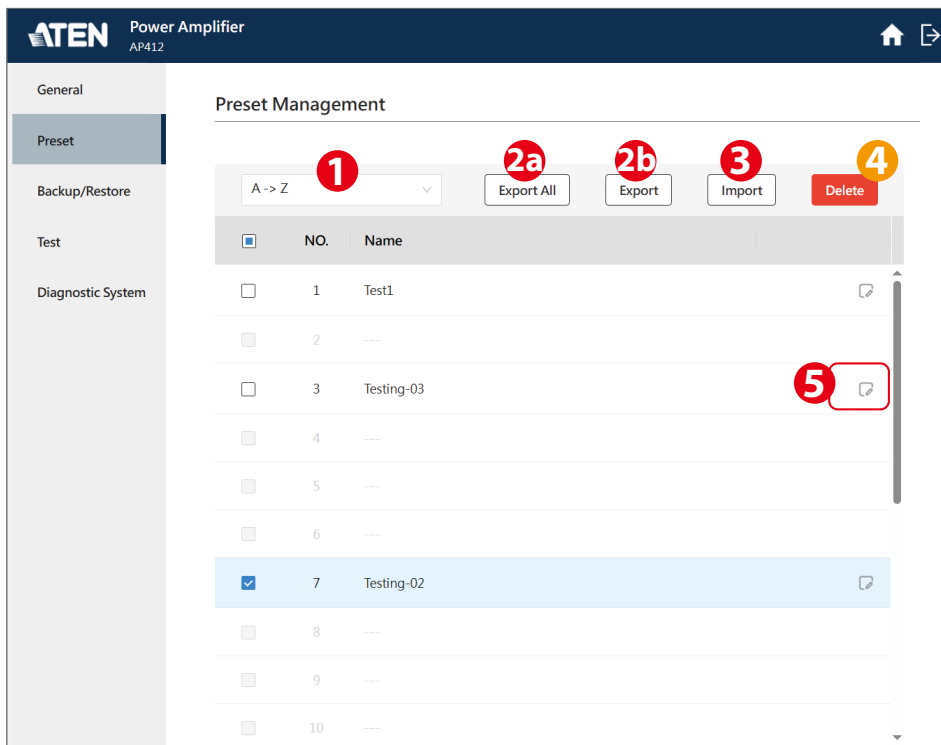 ATEN
Power Amplifier
AP412
General
Preset
Backup/Restore
Test
Diagnostic System
Preset Management
1
2a
2b
3
4
A -> Z
Export All
Export
Import
Delete
NO. Name
1 Test1
2 ---
3 Testing-03
5
4 ---
5 ---
6 ---
7 Testing-02
8 ---
9 ---
10 ---